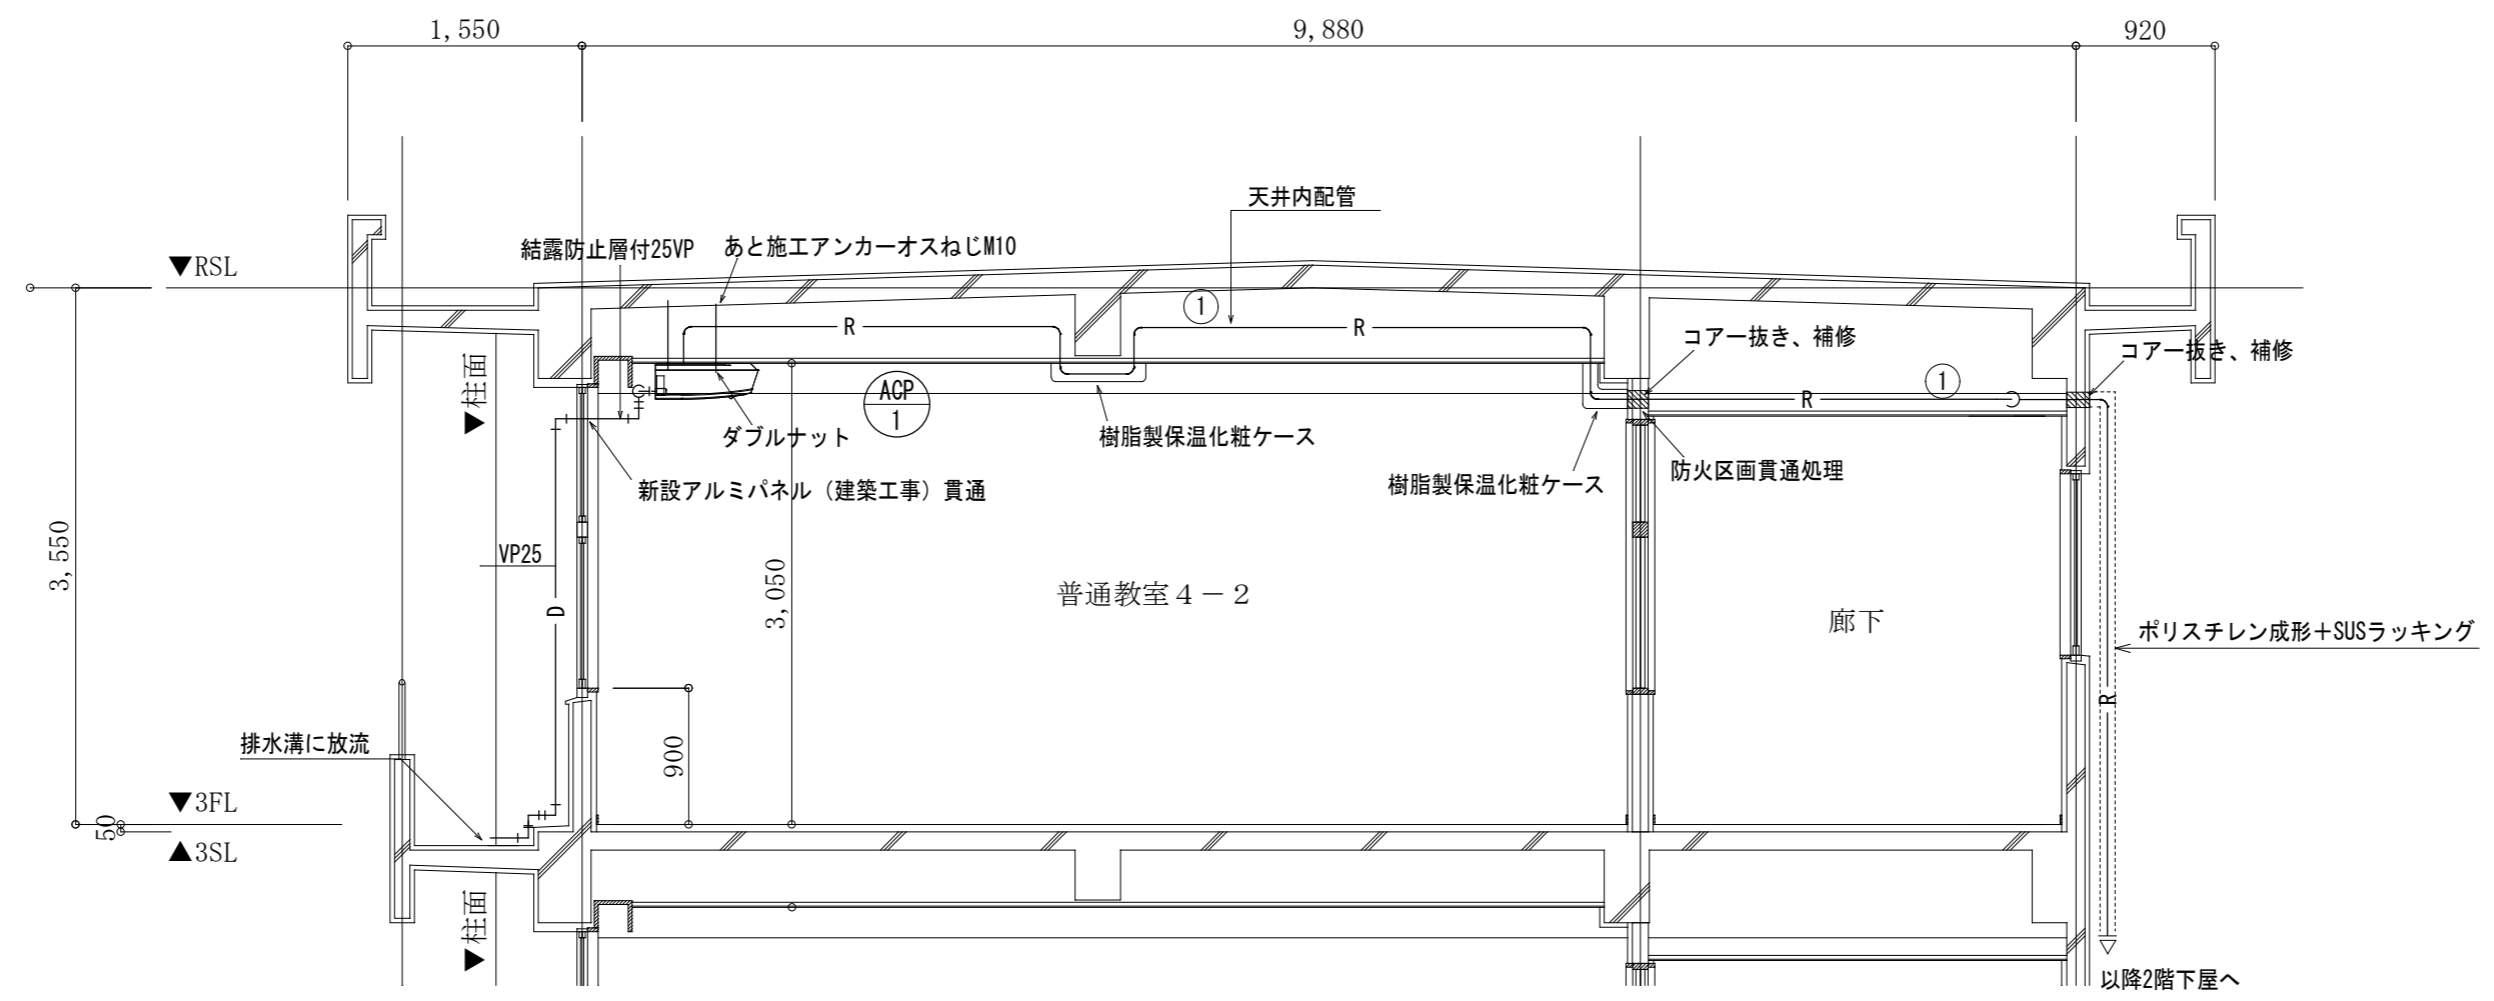 1,550
9,880
920
天井内配管
結露防止層付25VP
あと施工アンカーオスねじM10
▼RSL
①
R
R
コアー抜き、補修
コアー抜き、補修
▼柱面
ACP
1
①
R
ダブルナット
樹脂製保温化粧ケース
樹脂製保温化粧ケース
防火区画貫通処理
新設アルミパネル（建築工事）貫通
3,550
VP25
D
3,050
普通教室４－２
廊下
ポリスチレン成形＋SUSラッキング
R
900
排水溝に放流
▼3FL
50
▲3SL
▼柱面
以降2階下屋へ